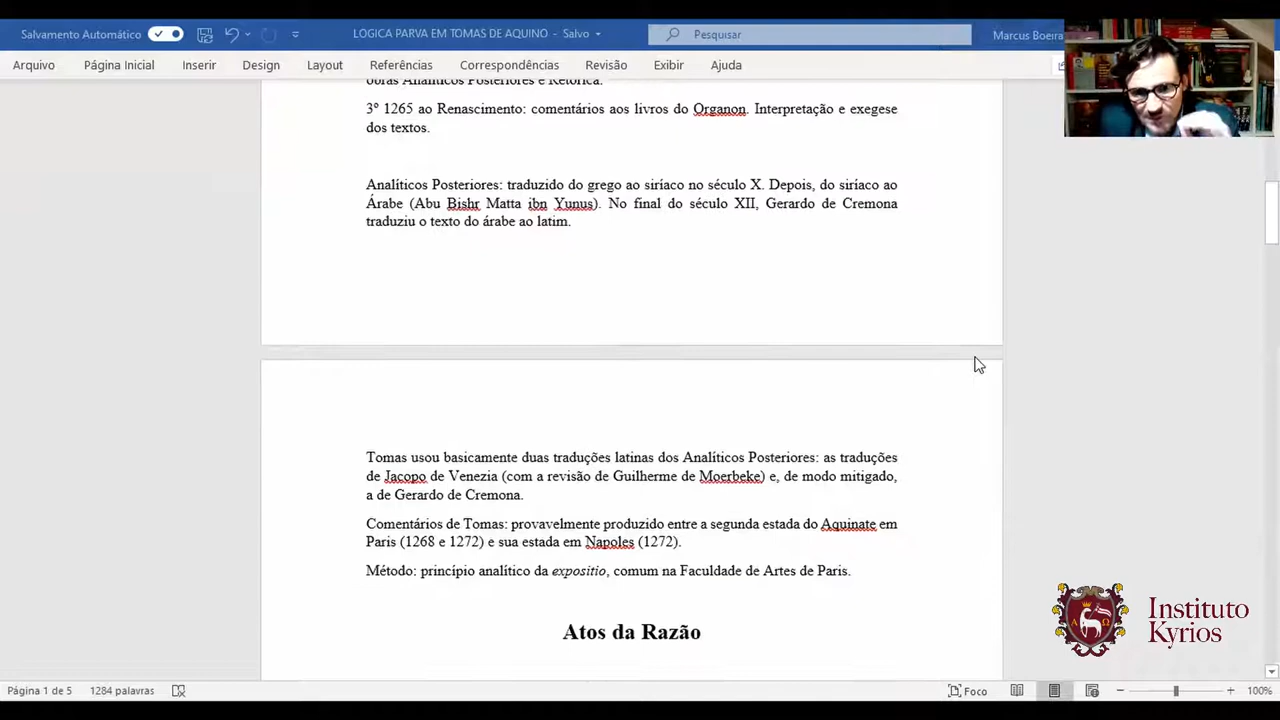 Salvamento Automático
LOGICA PARVA EM TOMAS DE AQUINO - Salvo
Pesquisar
Marcus Boeira
Arquivo Página Inicial Inserir Design Layout Referências Correspondências Revisão Exibir Ajuda
obras Analíticos Posteriores e Retórica.
3º 1265 ao Renascimento: comentários aos livros do Organon. Interpretação e exegese
dos textos.
Analíticos Posteriores: traduzido do grego ao siríaco no século X. Depois, do siríaco ao
Árabe (Abu Bishr Matta ibn Yunus). No final do século XII, Gerardo de Cremona
traduziu o texto do árabe ao latim.
Tomas usou basicamente duas traduções latinas dos Analíticos Posteriores: as traduções
de Jacopo de Venezia (com a revisão de Guilherme de Moerbeke) e, de modo mitigado,
a de Gerardo de Cremona.
Comentários de Tomas: provavelmente produzido entre a segunda estada do Aquinate em
Paris (1268 e 1272) e sua estada em Napoles (1272).
Método: princípio analítico da expositio, comum na Faculdade de Artes de Paris.
Atos da Razão
Α Ω
Instituto
Kyrios
Página 1 de 5 1284 palavras
Foco
100%